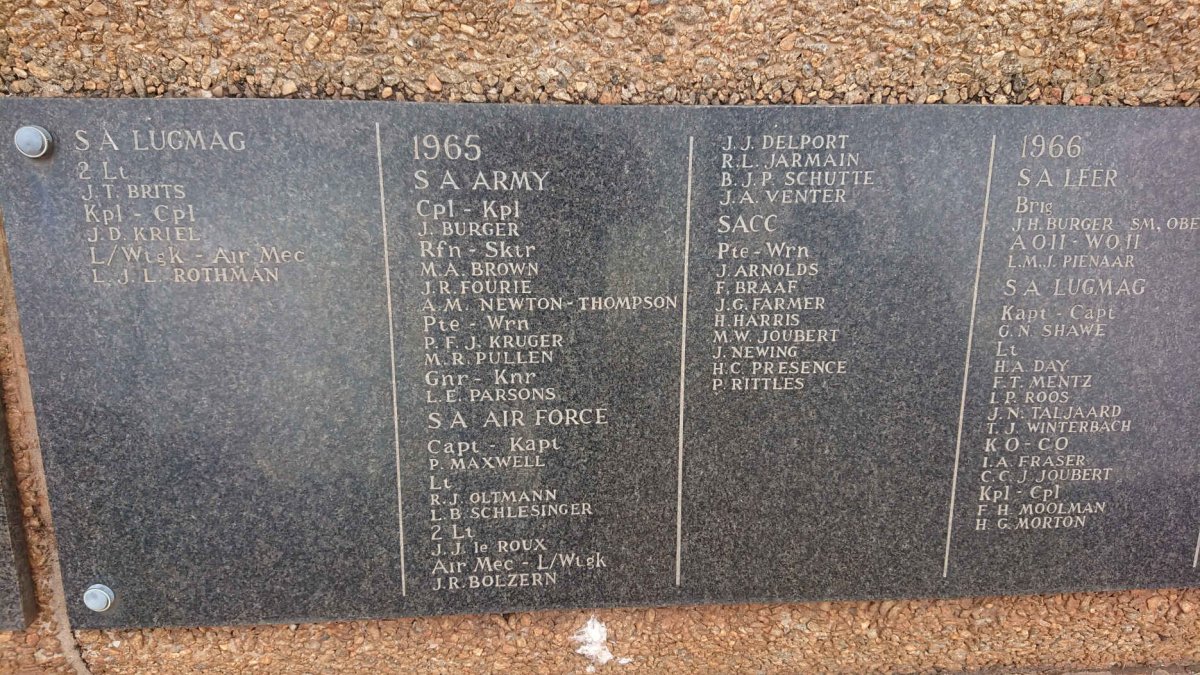 S A LUGMAG
2 Lt
J.T. BRITS
Kpl - Cpl
J.D. KRIEL
L/Wtgk - Air Mec
L.J.L. ROTHMAN
1965
S A ARMY
Cpl - Kpl
J. BURGER
Rfn - Sktr
M.A. BROWN
J.R. FOURIE
A.M. NEWTON-THOMPSON
Pte - Wrn
P.F.J. KRUGER
M.R. PULLEN
Gnr - Knr
L.E. PARSONS
S A AIR FORCE
Capt - Kapt
P. MAXWELL
Lt
R.J. OLTMANN
L.B. SCHLESINGER
2 Lt
J.J. le ROUX
Air Mec - L/Wtgk
J.R. BOLZERN
J.J. DELPORT
R.L. JARMAIN
B.J.P. SCHUTTE
J.A. VENTER
SACC
Pte - Wrn
J. ARNOLDS
F. BRAAF
J.G. FARMER
H. HARRIS
M.W. JOUBERT
J. NEWING
H.C. PRESENCE
P. RITTLES
1966
S A LEËR
Brig
J.H. BURGER SM, OBE
A O II - W O II
L.M.J. PIENAAR
S A LUGMAG
Kapt - Capt
G.N. SHAWE
Lt
H.A. DAY
F.T. MENTZ
I.P. ROOS
J.N. TALJAARD
T.J. WINTERBACH
K O - C O
I.A. FRASER
C.C.J. JOUBERT
Kpl - Cpl
F.H. MOOLMAN
H.G. MORTON